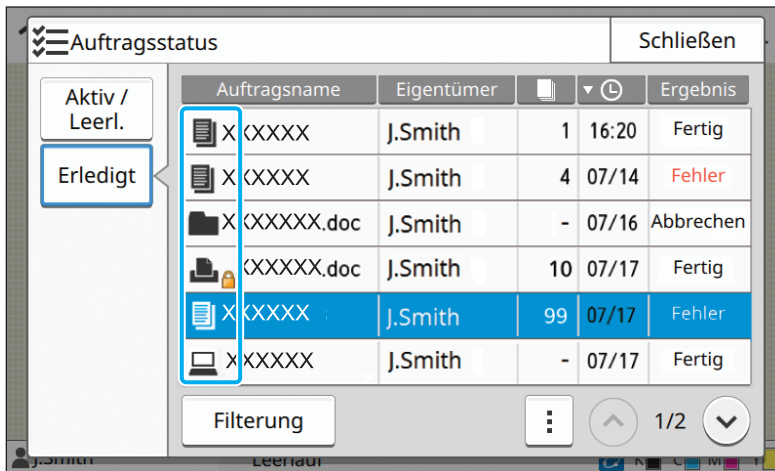 Auftragsstatus
Schließen
Aktiv /
Leerl.
Erledigt
Auftragsname Eigentümer Ergebnis
XXXXXX J.Smith 1 16:20 Fertig
XXXXXX J.Smith 4 07/14 Fehler
XXXXXXX.doc J.Smith - 07/16 Abbrechen
XXXXXX.doc J.Smith 10 07/17 Fertig
XXXXXX J.Smith 99 07/17 Fehler
XXXXXX J.Smith - 07/17 Fertig
Filterung 1/2
J.Smith Leerlauf K C M Y